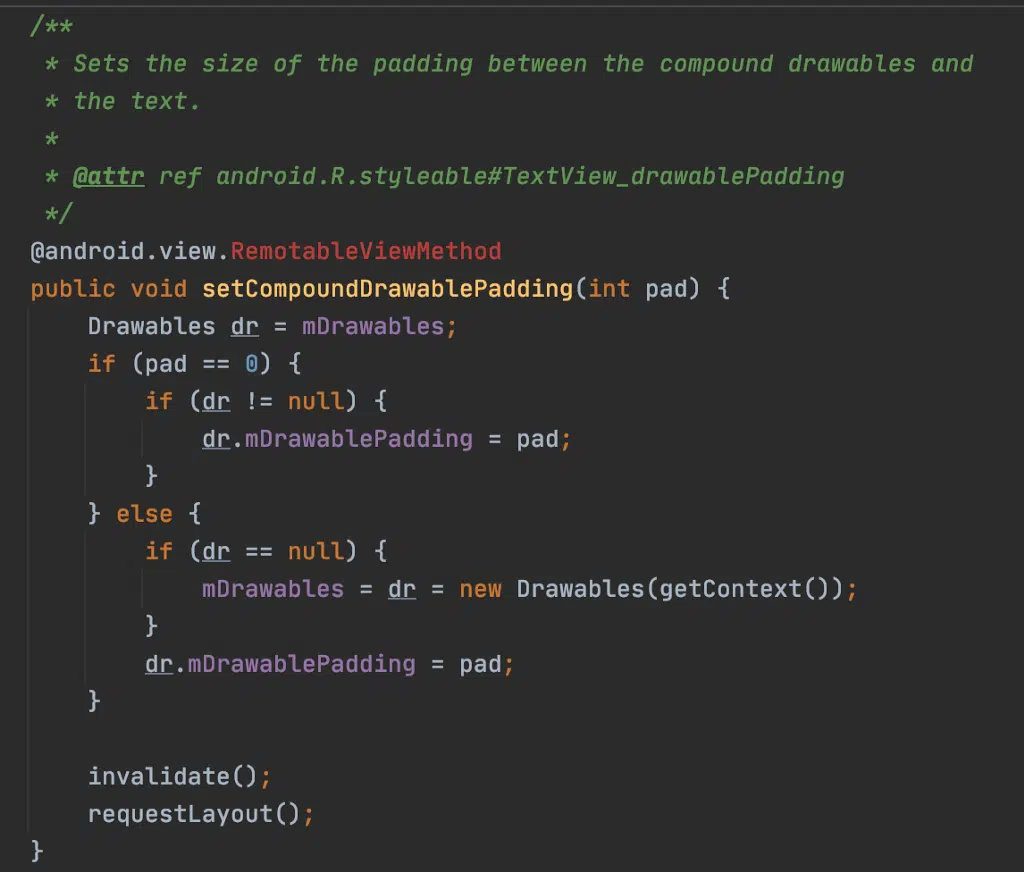 /**
 * Sets the size of the padding between the compound drawables and
 * the text.
 *
 * @attr ref android.R.styleable#TextView_drawablePadding
 */
@android.view.RemotableViewMethod
public void setCompoundDrawablePadding(int pad) {
    Drawables dr = mDrawables;
    if (pad == 0) {
        if (dr != null) {
            dr.mDrawablePadding = pad;
        }
    } else {
        if (dr == null) {
            mDrawables = dr = new Drawables(getContext());
        }
        dr.mDrawablePadding = pad;
    }

    invalidate();
    requestLayout();
}